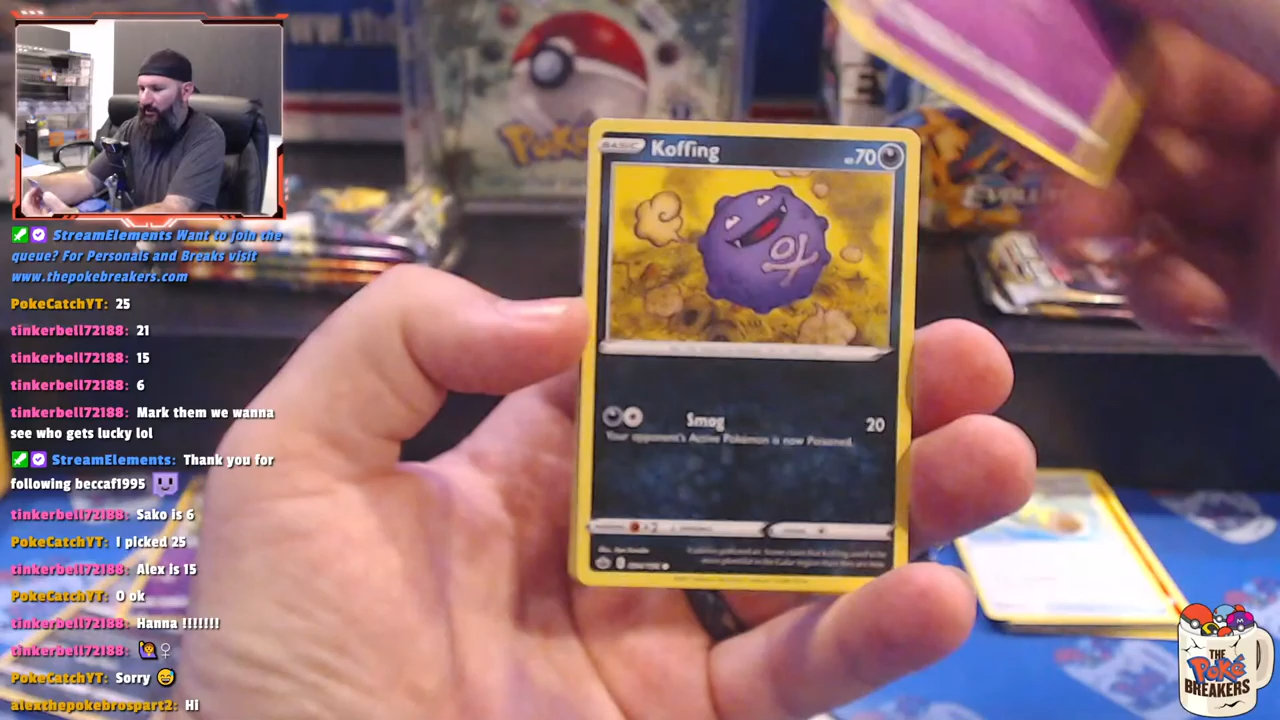 StreamElements Want to join the
queue? For Personals and Breaks visit
www.thepokebreakers.com
PokeCatchYT: 25
tinkerbell72188: 21
tinkerbell72188: 15
tinkerbell72188: 6
tinkerbell72188: Mark them we wanna
see who gets lucky lol
StreamElements: Thank you for
following beccaf1995
tinkerbell72188: Sako is 6
PokeCatchYT: I picked 25
tinkerbell72188: Alex is 15
PokeCatchYT: O ok
tinkerbell72188: Hanna !!!!!!!
tinkerbell72188: 🙋♀
PokeCatchYT: Sorry 😅
alexthepokebrospart2: Hi
BASIC Koffing 70
Smog 20
Your opponent's Active Pokémon is now Poisoned.
THE
Poké
BREAKERS